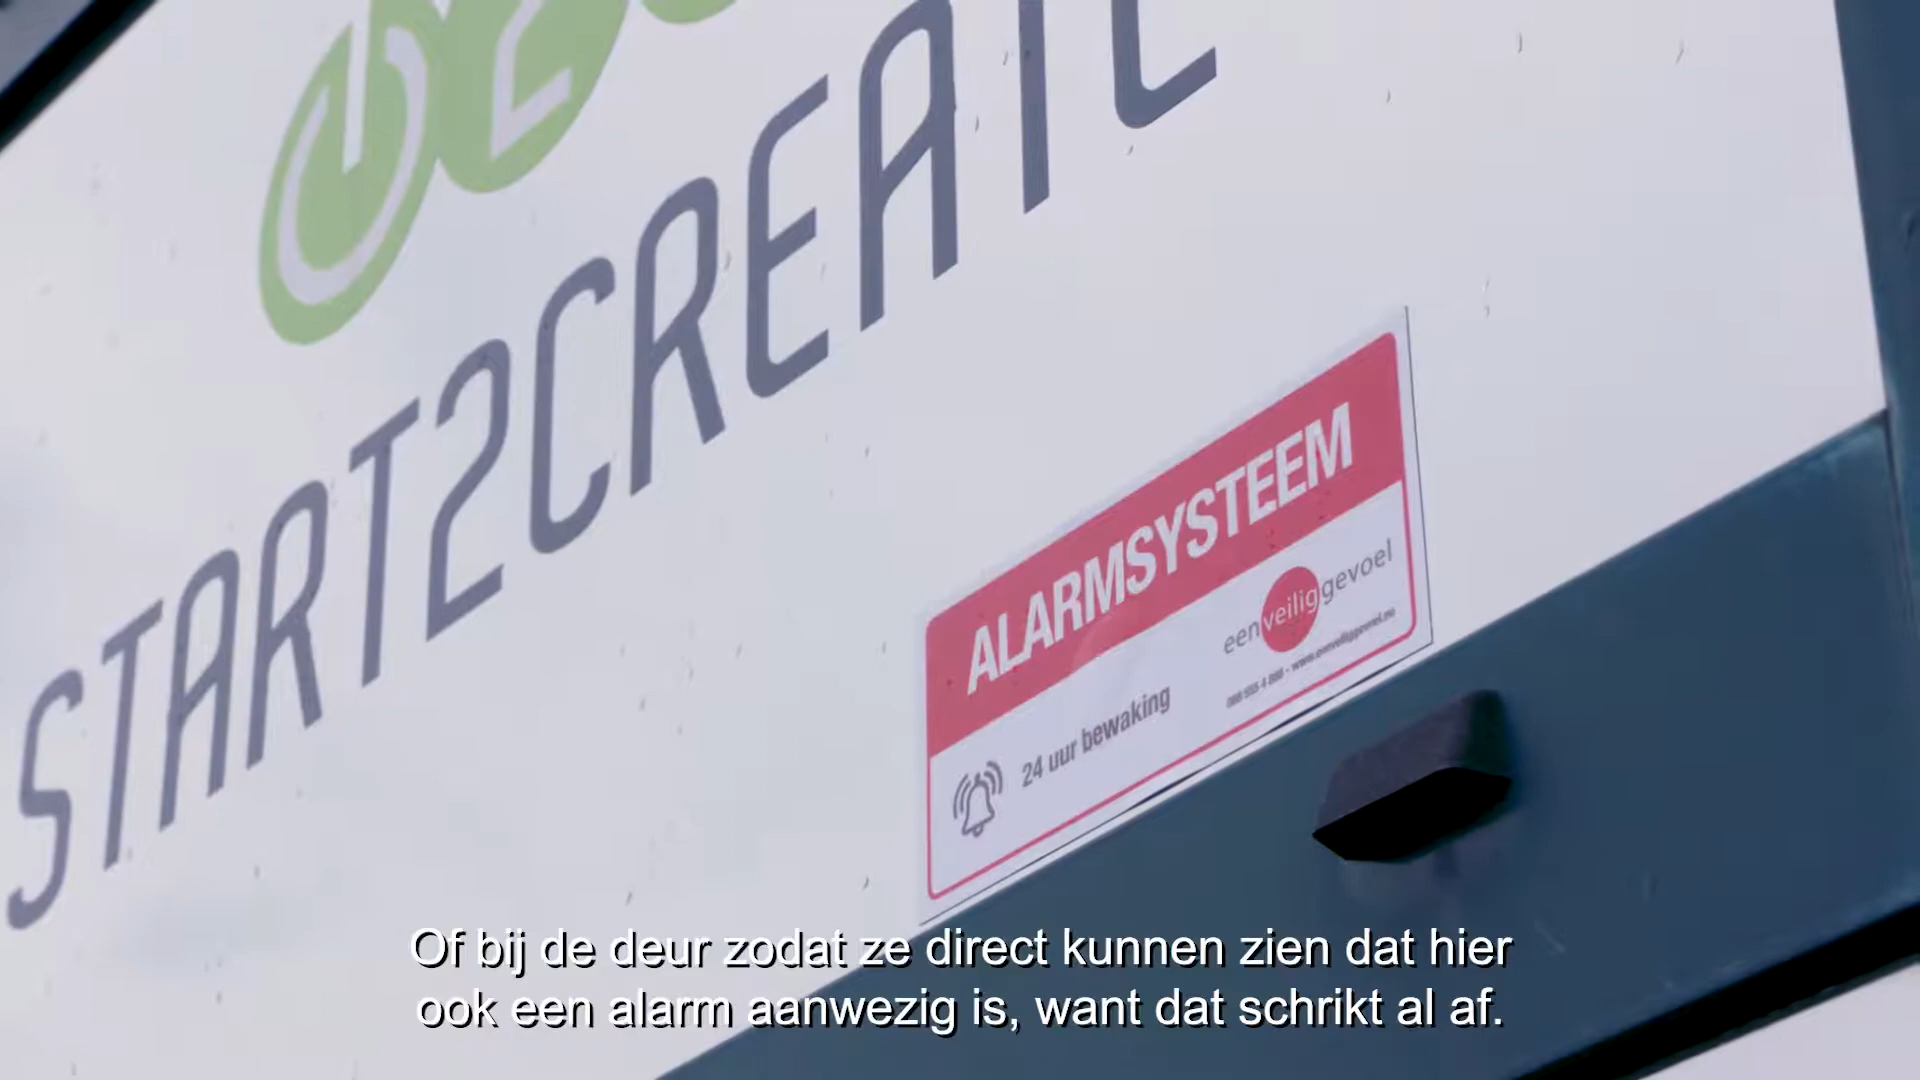 START2CREATE
ALARMSYSTEEM
eenveiliggevoel
24 uur bewaking
Of bij de deur zodat ze direct kunnen zien dat hier
ook een alarm aanwezig is, want dat schrikt al af.